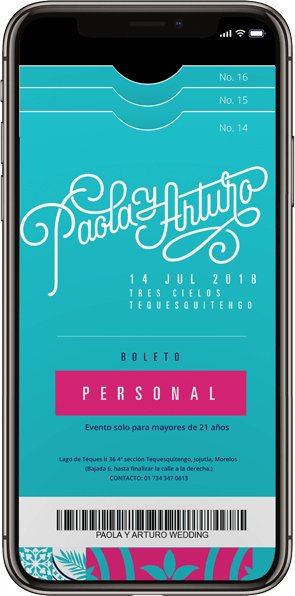 No. 16
No. 15
No. 14
Paola y Arturo
14 JUL 2018
TRES CIELOS
TEQUESQUITENGO
BOLETO
PERSONAL
Evento solo para mayores de 21 años
Lago de Teques lt 36 4ª sección Tequesquitengo, Jojutla, Morelos
(Bajada 6, hasta finalizar la calle a la derecha.)
CONTACTO: 01 734 347 0613
PAOLA Y ARTURO WEDDING